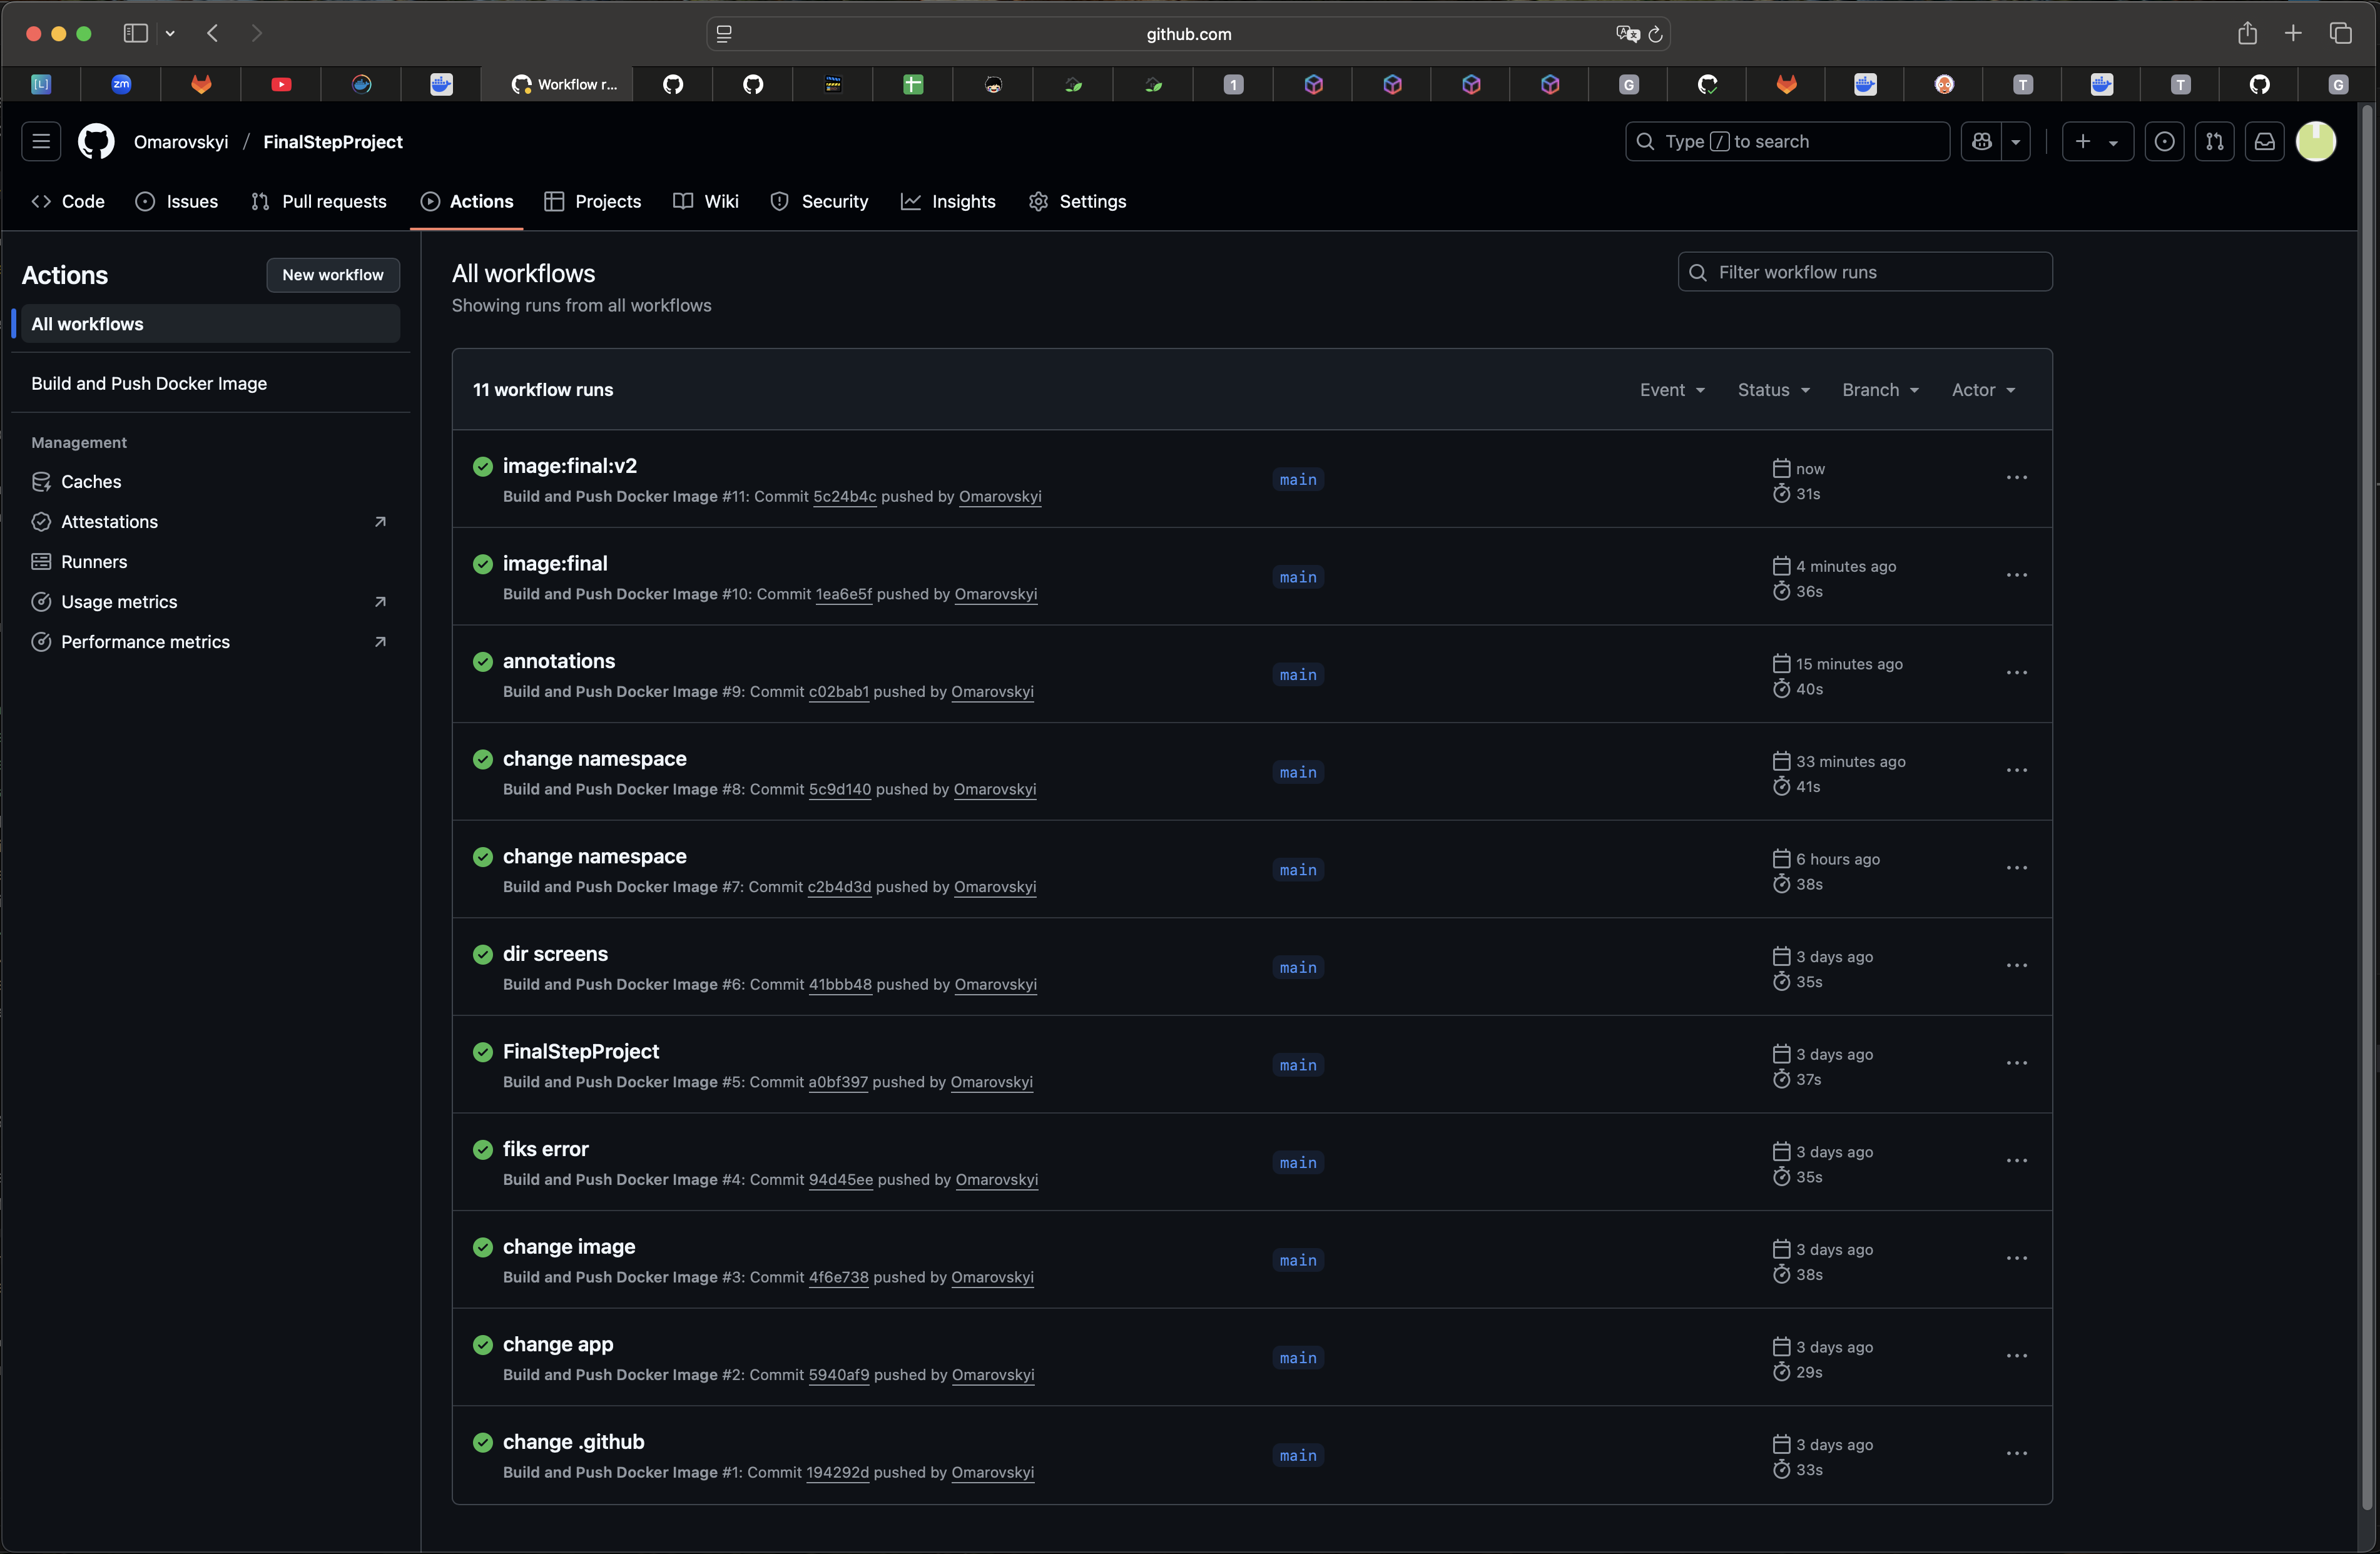 github.com
[L]
zm
Workflow r...
1
G
T
T
G
Omarovskyi / FinalStepProject
Type / to search
Code
Issues
Pull requests
Actions
Projects
Wiki
Security
Insights
Settings
Actions
New workflow
All workflows
Build and Push Docker Image
Management
Caches
Attestations
Runners
Usage metrics
Performance metrics
All workflows
Showing runs from all workflows
Filter workflow runs
11 workflow runs
Event
Status
Branch
Actor
image:final:v2
Build and Push Docker Image #11: Commit 5c24b4c pushed by Omarovskyi
main
now
31s
image:final
Build and Push Docker Image #10: Commit 1ea6e5f pushed by Omarovskyi
main
4 minutes ago
36s
annotations
Build and Push Docker Image #9: Commit c02bab1 pushed by Omarovskyi
main
15 minutes ago
40s
change namespace
Build and Push Docker Image #8: Commit 5c9d140 pushed by Omarovskyi
main
33 minutes ago
41s
change namespace
Build and Push Docker Image #7: Commit c2b4d3d pushed by Omarovskyi
main
6 hours ago
38s
dir screens
Build and Push Docker Image #6: Commit 41bbb48 pushed by Omarovskyi
main
3 days ago
35s
FinalStepProject
Build and Push Docker Image #5: Commit a0bf397 pushed by Omarovskyi
main
3 days ago
37s
fiks error
Build and Push Docker Image #4: Commit 94d45ee pushed by Omarovskyi
main
3 days ago
35s
change image
Build and Push Docker Image #3: Commit 4f6e738 pushed by Omarovskyi
main
3 days ago
38s
change app
Build and Push Docker Image #2: Commit 5940af9 pushed by Omarovskyi
main
3 days ago
29s
change .github
Build and Push Docker Image #1: Commit 194292d pushed by Omarovskyi
main
3 days ago
33s